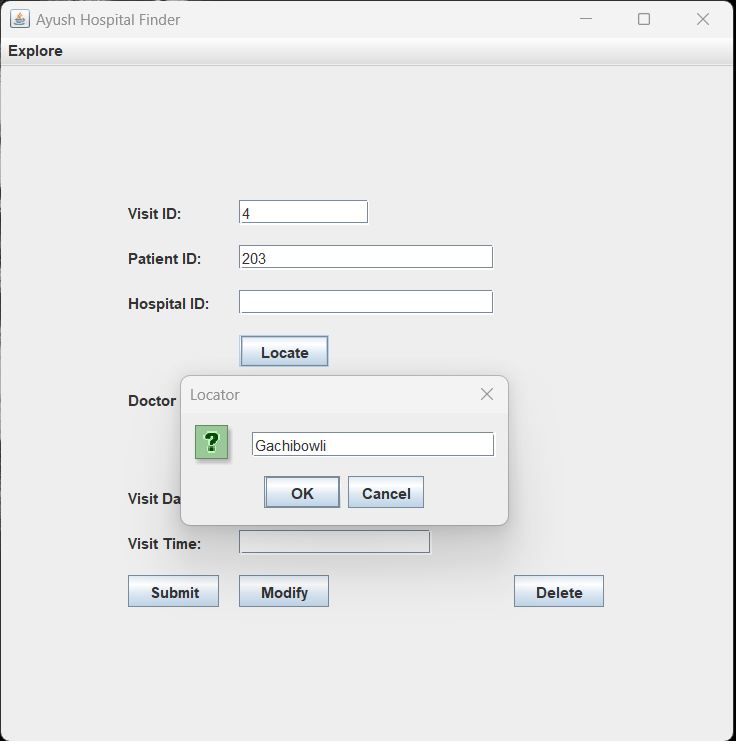 Ayush Hospital Finder
Explore
Visit ID: 4
Patient ID: 203
Hospital ID:
Locate
Locator
Doctor
?
Gachibowli
OK Cancel
Visit Da
Visit Time:
Submit Modify Delete